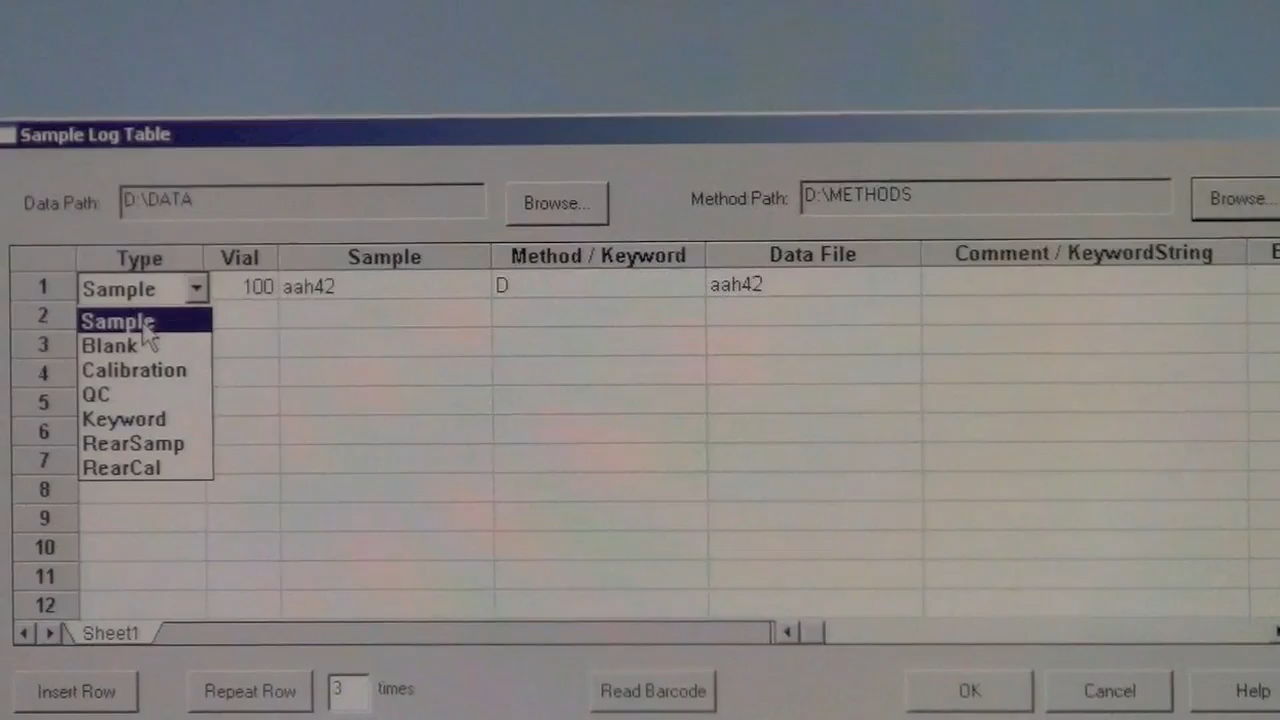 Sample Log Table
Data Path: D:\DATA Browse... Method Path: D:\METHODS Browse...
Type Vial Sample Method / Keyword Data File Comment / KeywordString E
1 Sample 100 aah42 D aah42
2 Sample
3 Blank
4 Calibration
5 QC
6 Keyword
7 RearSamp
RearCal
8
9
10
11
12
Sheet1
Insert Row Repeat Row 3 times Read Barcode OK Cancel Help